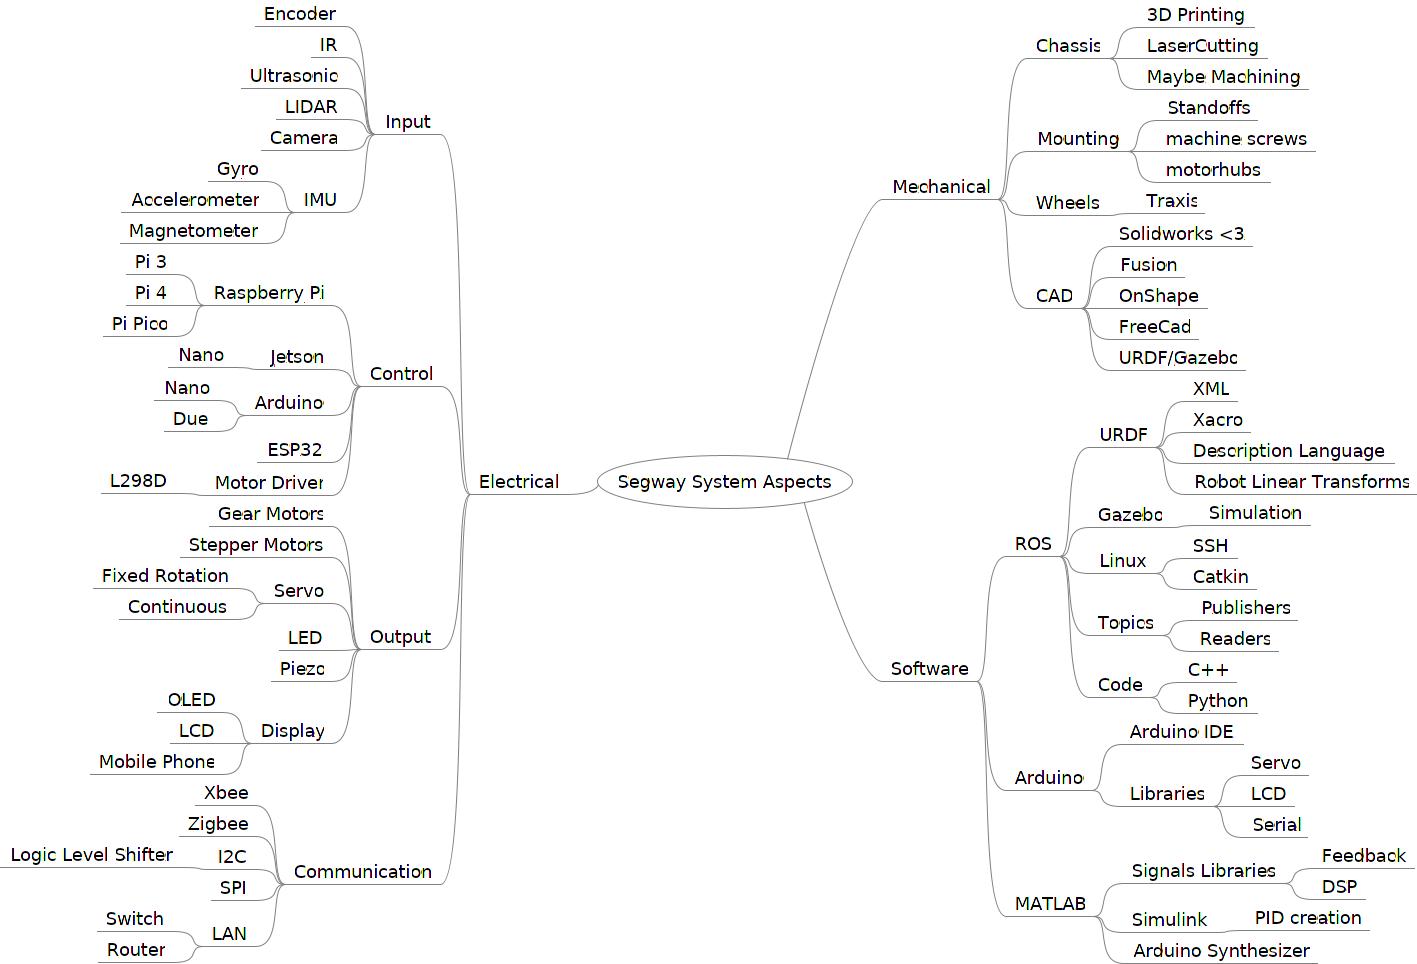 Segway System Aspects
Electrical
Input
Encoder
IR
Ultrasonic
LIDAR
Camera
IMU
Gyro
Accelerometer
Magnetometer
Control
Raspberry Pi
Pi 3
Pi 4
Pi Pico
Jetson
Nano
Arduino
Nano
Due
ESP32
Motor Driver
L298D
Output
Gear Motors
Stepper Motors
Servo
Fixed Rotation
Continuous
LED
Piezo
Display
OLED
LCD
Mobile Phone
Communication
Xbee
Zigbee
I2C
Logic Level Shifter
SPI
LAN
Switch
Router
Mechanical
Chassis
3D Printing
LaserCutting
Maybe Machining
Mounting
Standoffs
machine screws
motorhubs
Wheels
Traxis
CAD
Solidworks <3
Fusion
OnShape
FreeCad
URDF/Gazebo
Software
ROS
URDF
XML
Xacro
Description Language
Robot Linear Transforms
Gazebo
Simulation
Linux
SSH
Catkin
Topics
Publishers
Readers
Code
C++
Python
Arduino
Arduino IDE
Libraries
Servo
LCD
Serial
MATLAB
Signals Libraries
Feedback
DSP
Simulink
PID creation
Arduino Synthesizer